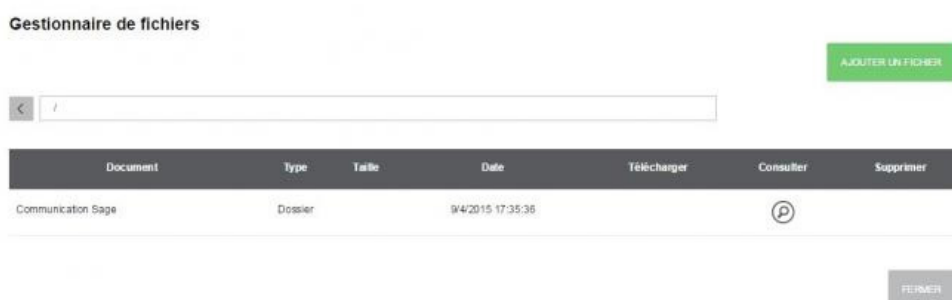 Gestionnaire de fichiers
AJOUTER UN FICHIER
/
Document Type Taille Date Télécharger Consulter Supprimer
Communication Sage Dossier 9/4/2015 17:35:36
FERMER